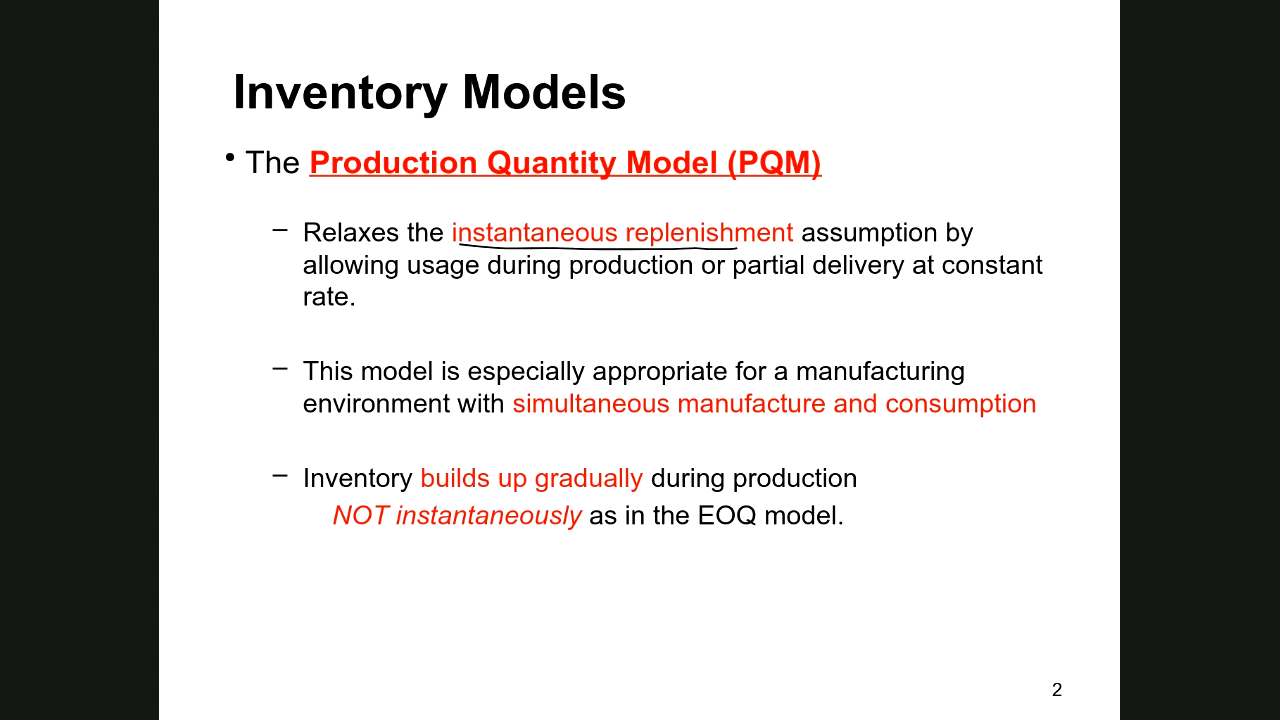 Inventory Models
• The Production Quantity Model (PQM)
– Relaxes the instantaneous replenishment assumption by
allowing usage during production or partial delivery at constant
rate.
– This model is especially appropriate for a manufacturing
environment with simultaneous manufacture and consumption
– Inventory builds up gradually during production
NOT instantaneously as in the EOQ model.
2